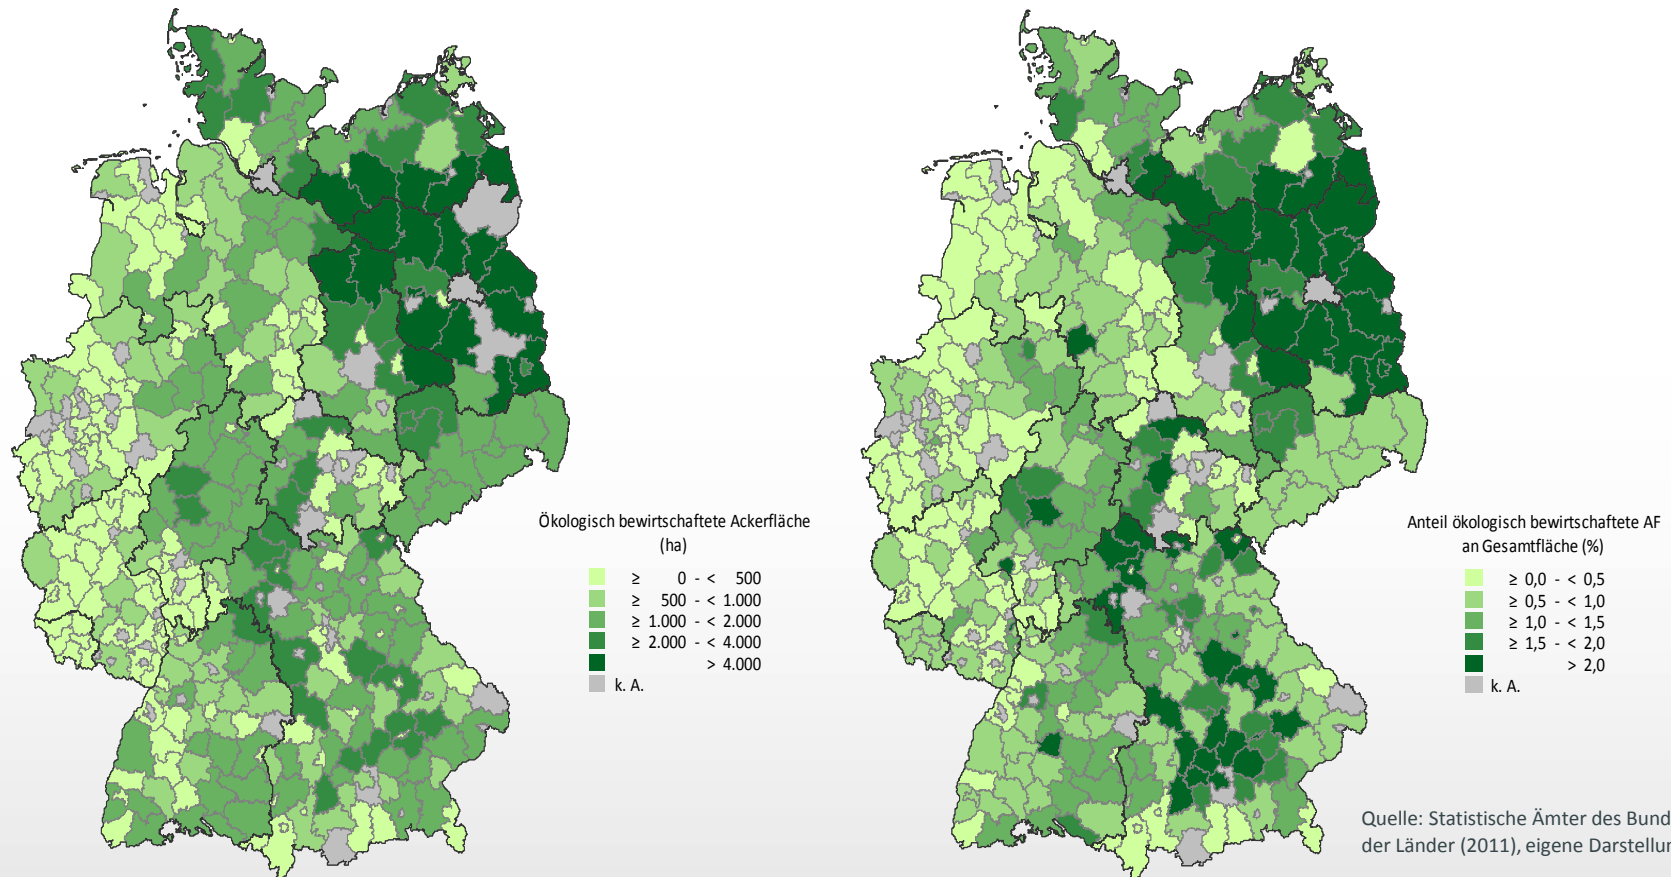 Ökologisch bewirtschaftete Ackerfläche
(ha)
≥ 0 - < 500
≥ 500 - < 1.000
≥ 1.000 - < 2.000
≥ 2.000 - < 4.000
> 4.000
k. A.
Anteil ökologisch bewirtschaftete AF
an Gesamtfläche (%)
≥ 0,0 - < 0,5
≥ 0,5 - < 1,0
≥ 1,0 - < 1,5
≥ 1,5 - < 2,0
> 2,0
k. A.
Quelle: Statistische Ämter des Bund
der Länder (2011), eigene Darstellun